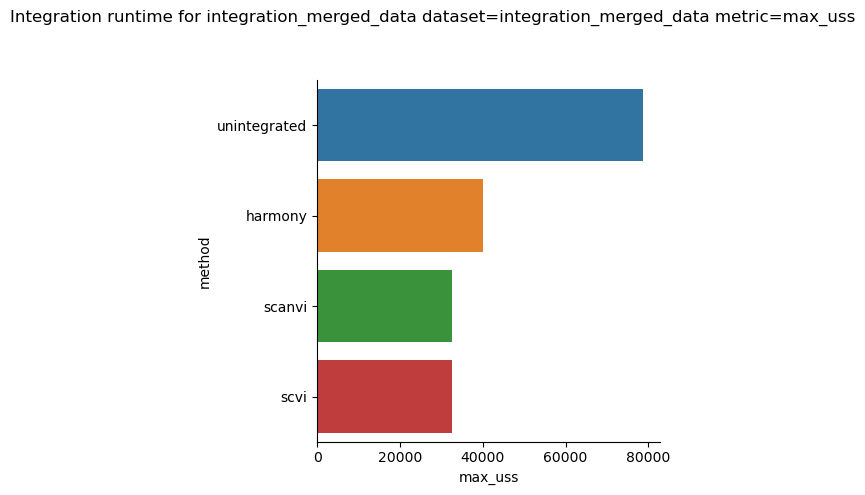 Integration runtime for integration_merged_data dataset=integration_merged_data metric=max_uss
unintegrated
harmony
scanvi
scvi
method
0 20000 40000 60000 80000
max_uss